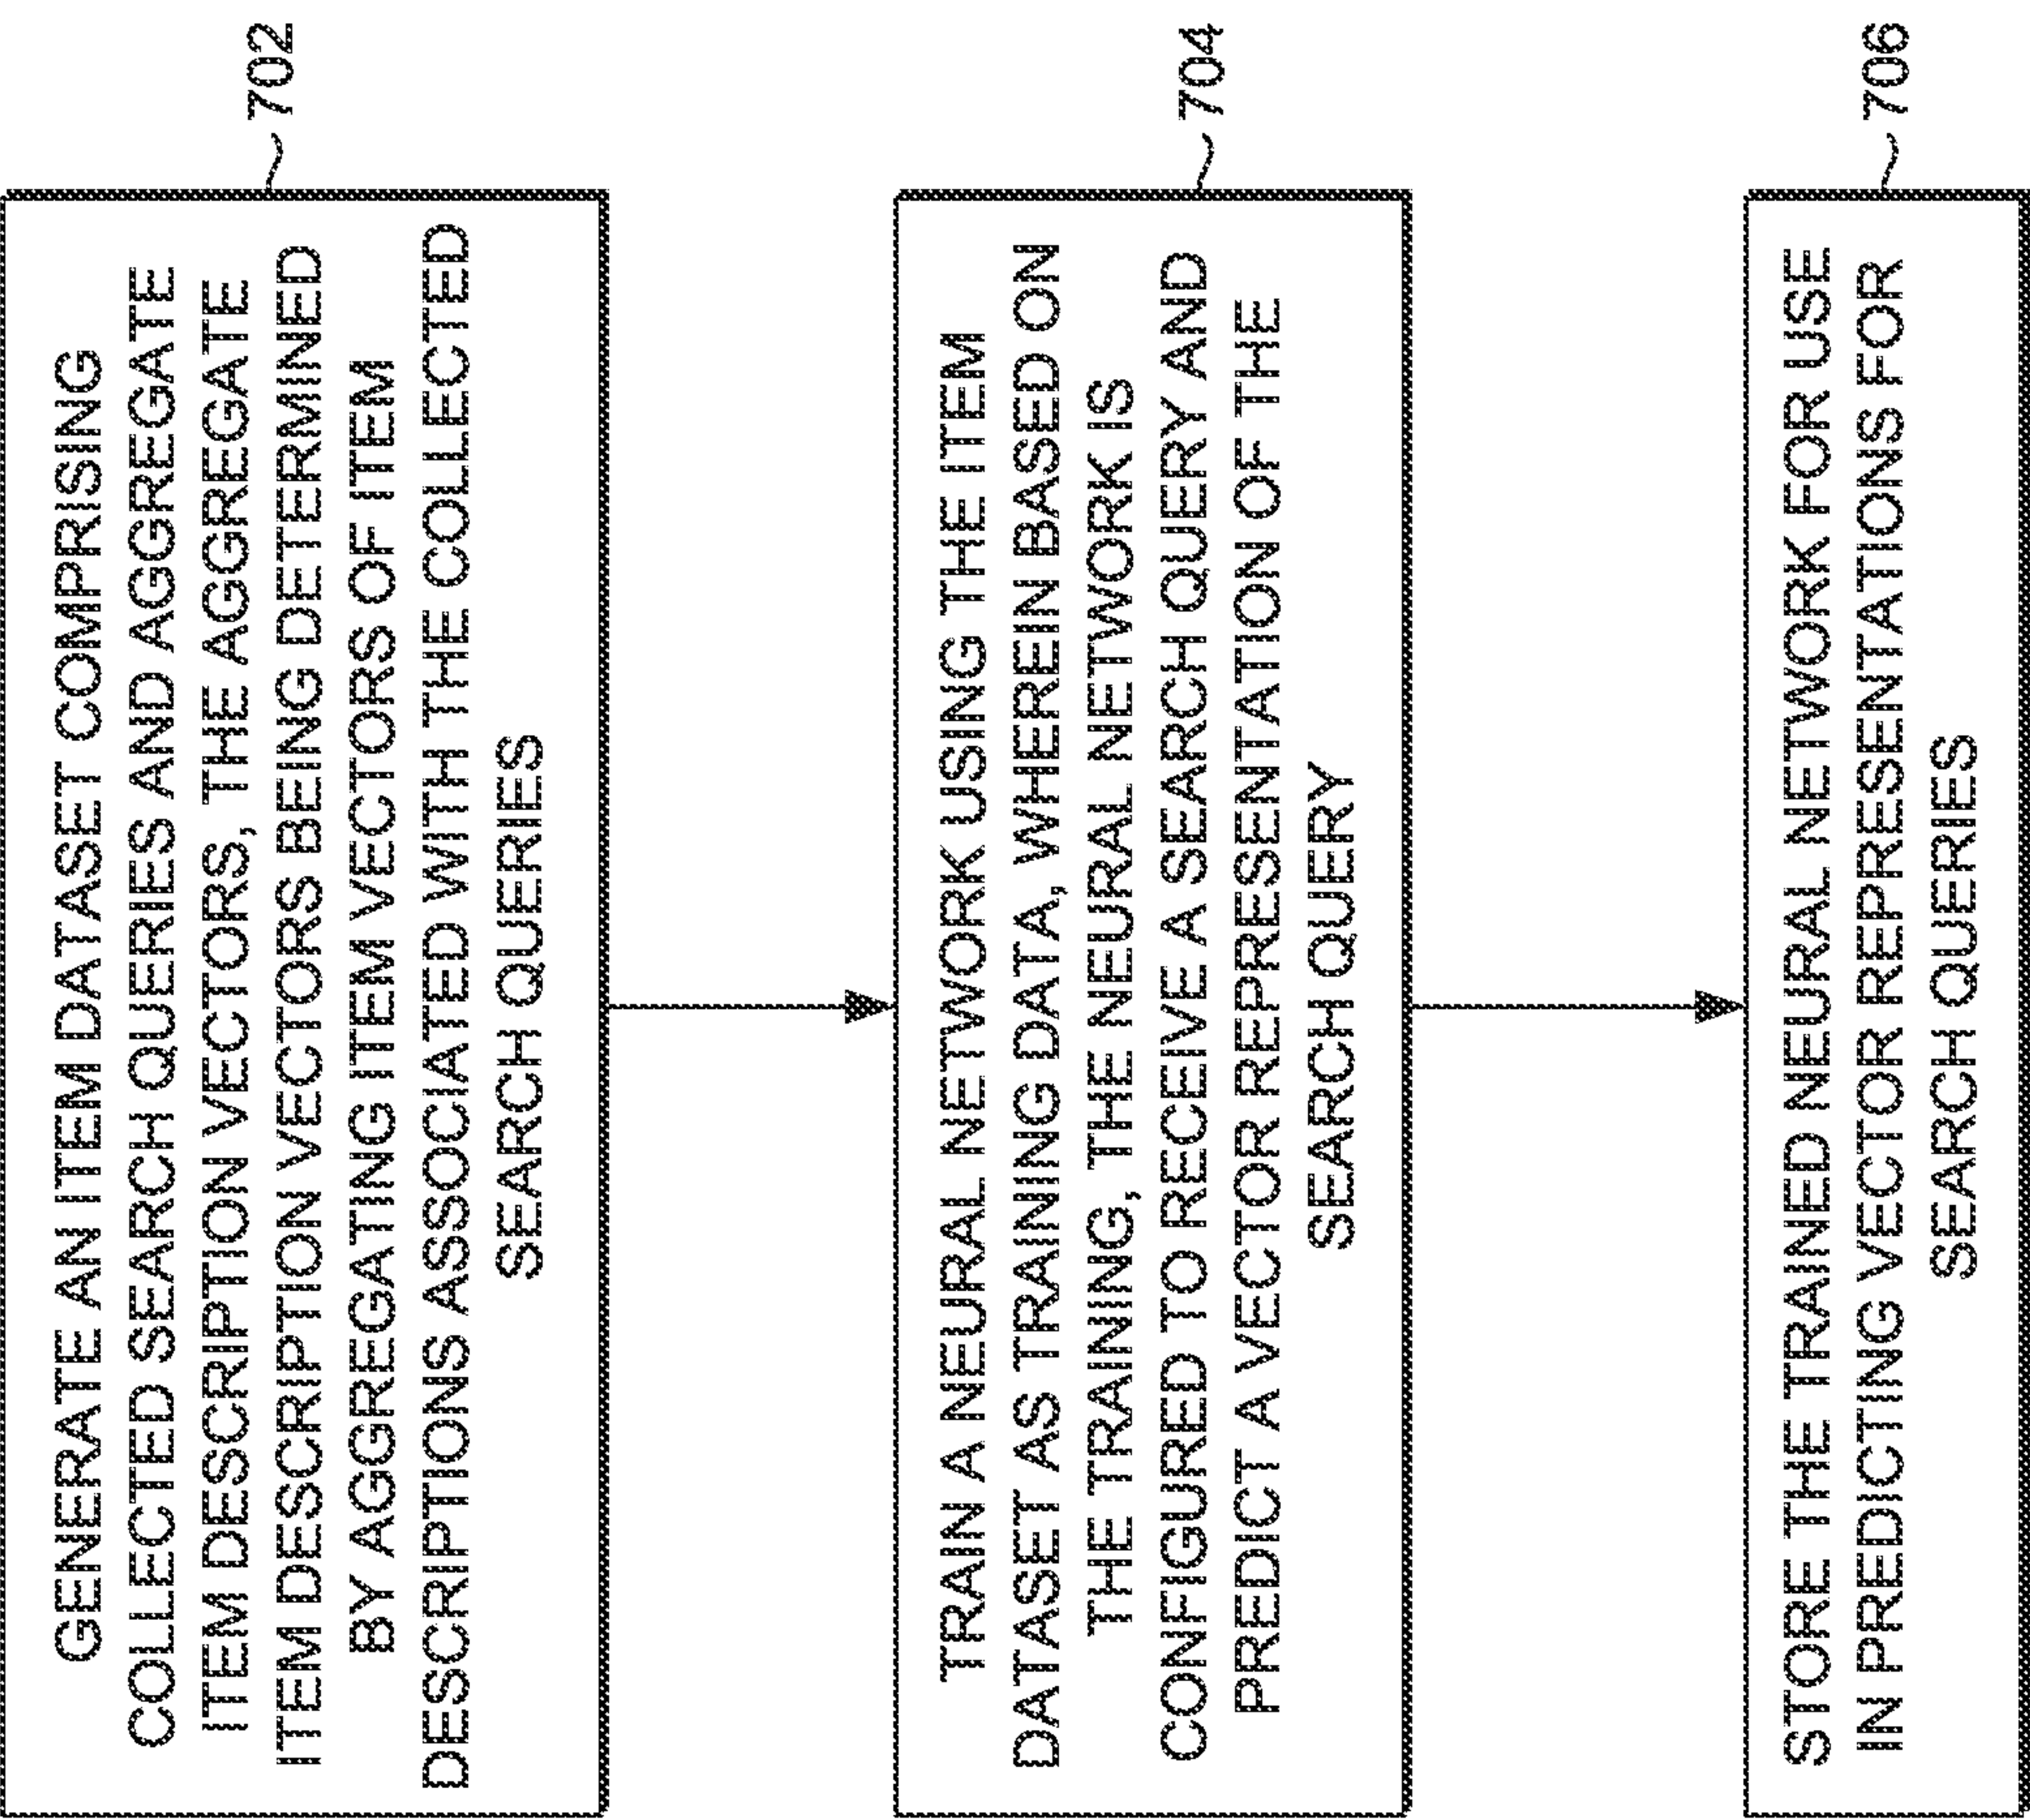 GENERATE AN ITEM DATASET COMPRISING
COLLECTED SEARCH QUERIES AND AGGREGATE
ITEM DESCRIPTION VECTORS, THE AGGREGATE
ITEM DESCRIPTION VECTORS BEING DETERMINED
BY AGGREGATING ITEM VECTORS OF ITEM
DESCRIPTIONS ASSOCIATED WITH THE COLLECTED
SEARCH QUERIES
702
TRAIN A NEURAL NETWORK USING THE ITEM
DATASET AS TRAINING DATA, WHEREIN BASED ON
THE TRAINING, THE NEURAL NETWORK IS
CONFIGURED TO RECEIVE A SEARCH QUERY AND
PREDICT A VECTOR REPRESENTATION OF THE
SEARCH QUERY
704
STORE THE TRAINED NEURAL NETWORK FOR USE
IN PREDICTING VECTOR REPRESENTATIONS FOR
SEARCH QUERIES
706